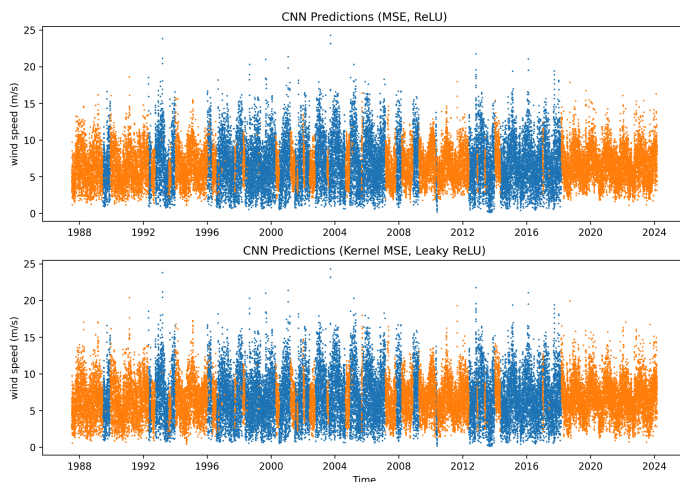 CNN Predictions (MSE, ReLU)
25
20
15
10
5
0
wind speed (m/s)
1988 1992 1996 2000 2004 2008 2012 2016 2020 2024
CNN Predictions (Kernel MSE, Leaky ReLU)
25
20
15
10
5
0
wind speed (m/s)
1988 1992 1996 2000 2004 2008 2012 2016 2020 2024
Time